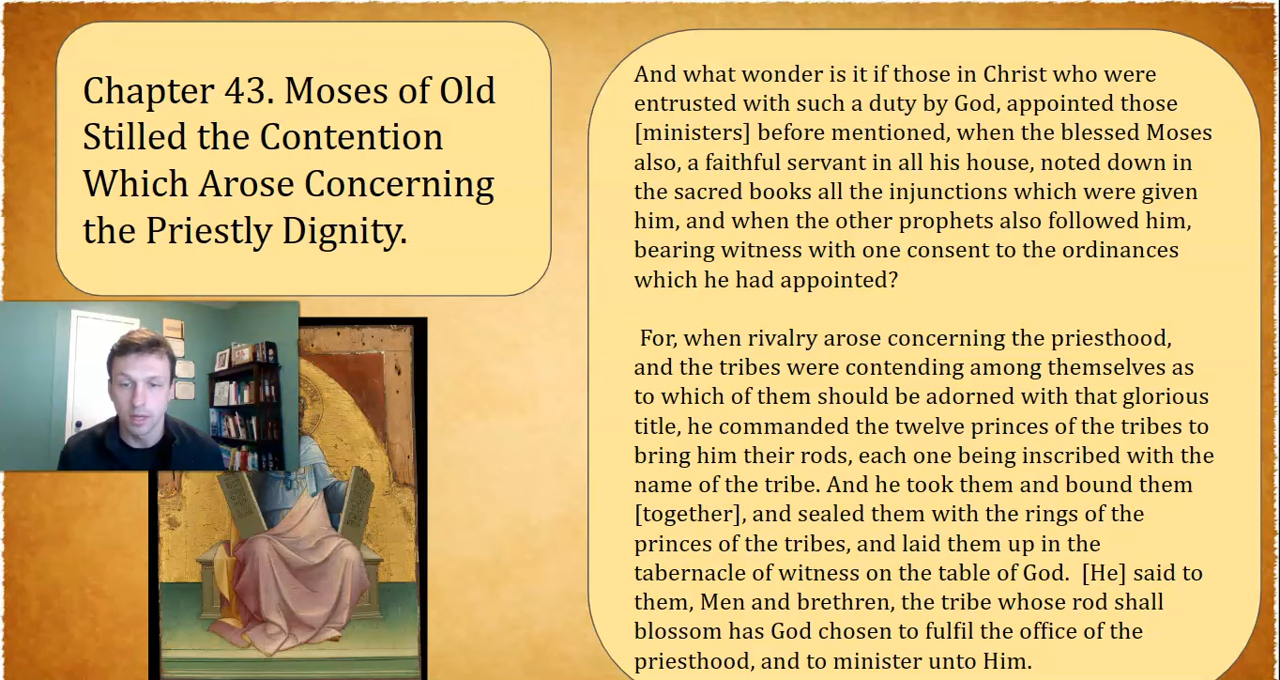 Chapter 43. Moses of Old
Stilled the Contention
Which Arose Concerning
the Priestly Dignity.
And what wonder is it if those in Christ who were
entrusted with such a duty by God, appointed those
[ministers] before mentioned, when the blessed Moses
also, a faithful servant in all his house, noted down in
the sacred books all the injunctions which were given
him, and when the other prophets also followed him,
bearing witness with one consent to the ordinances
which he had appointed?
For, when rivalry arose concerning the priesthood,
and the tribes were contending among themselves as
to which of them should be adorned with that glorious
title, he commanded the twelve princes of the tribes to
bring him their rods, each one being inscribed with the
name of the tribe. And he took them and bound them
[together], and sealed them with the rings of the
princes of the tribes, and laid them up in the
tabernacle of witness on the table of God. [He] said to
them, Men and brethren, the tribe whose rod shall
blossom has God chosen to fulfil the office of the
priesthood, and to minister unto Him.